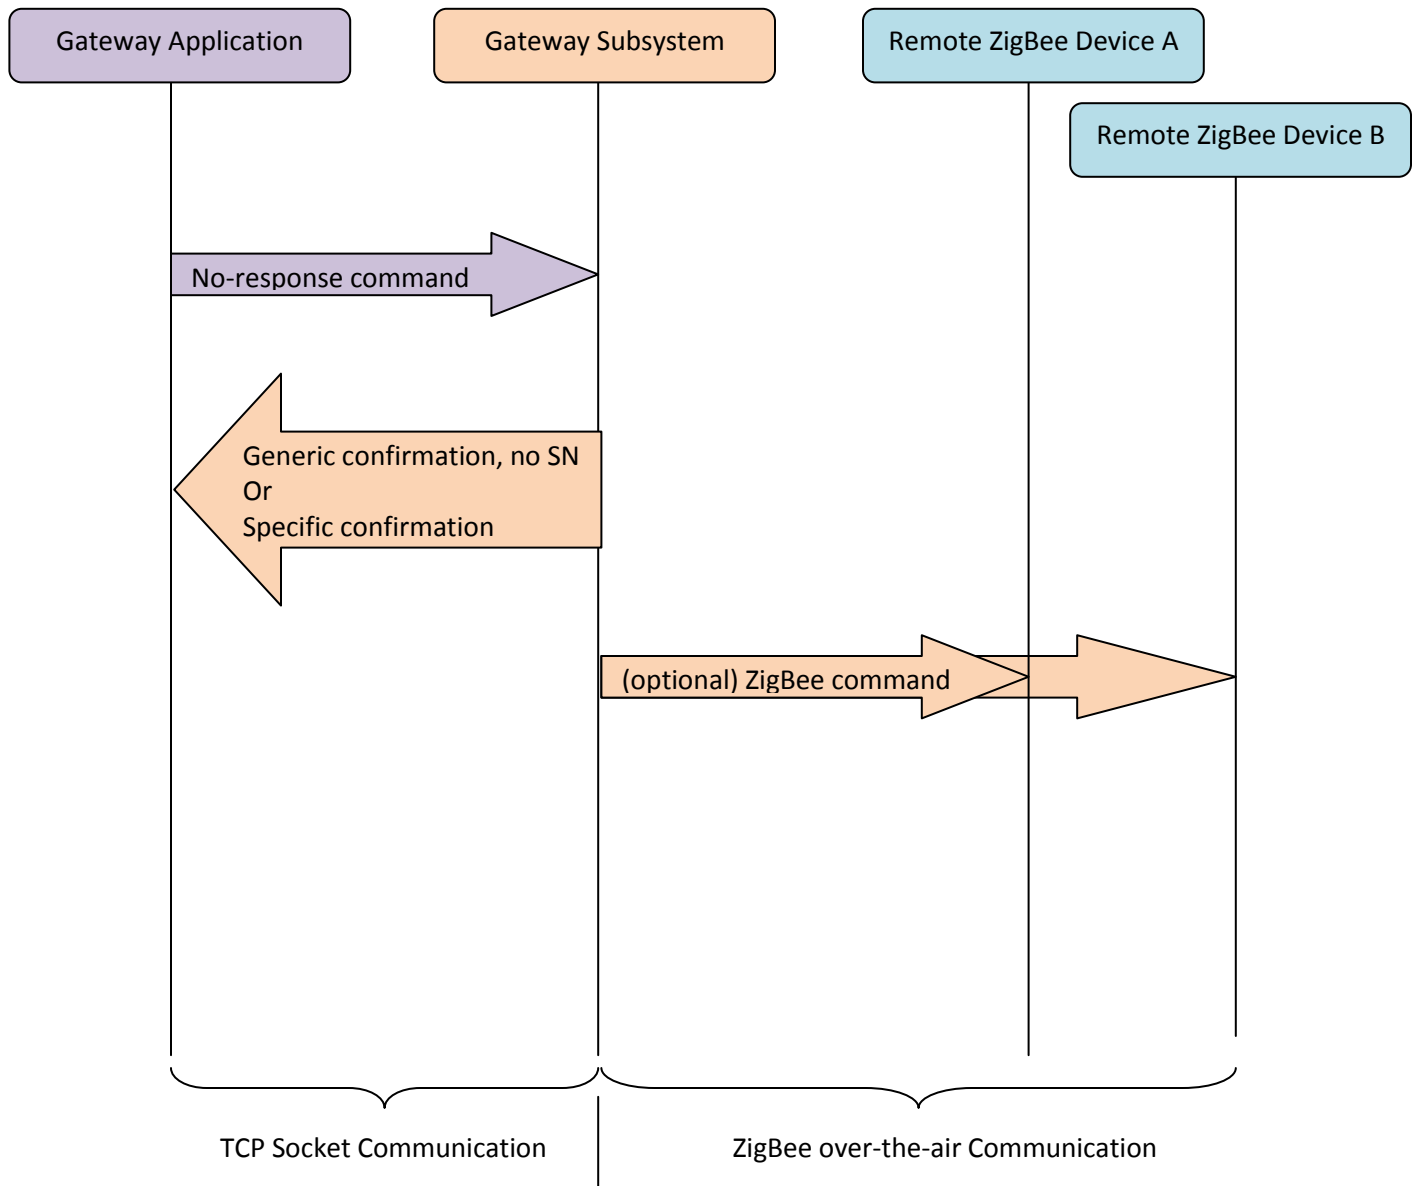 Gateway Application
Gateway Subsystem
Remote ZigBee Device A
Remote ZigBee Device B
No-response command
Generic confirmation, no SN
Or
Specific confirmation
(optional) ZigBee command
TCP Socket Communication
ZigBee over-the-air Communication